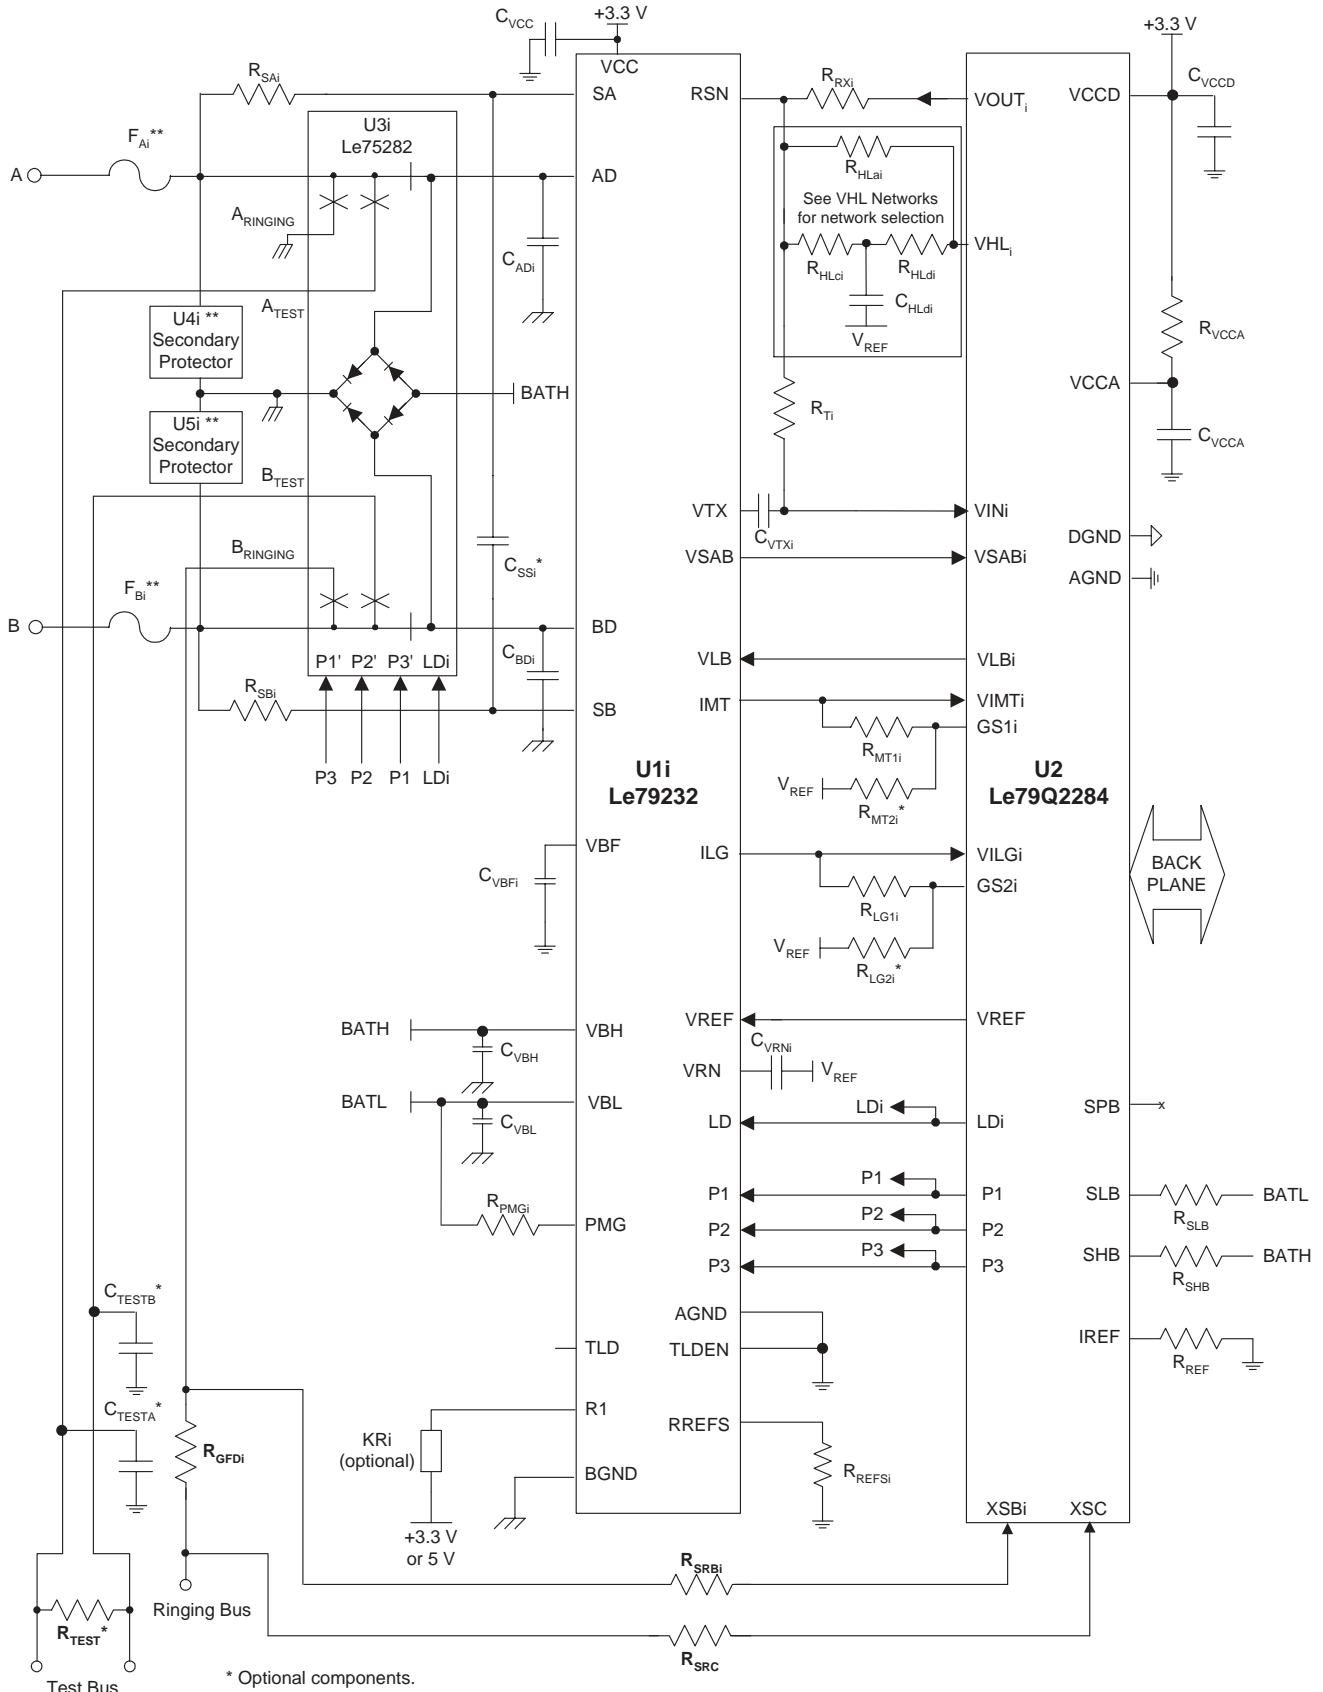 +3.3 V
C_VCC
VCC
+3.3 V
R_SAi
SA
RSN
R_RXi
VOUT_i
VCCD
C_VCCD
U3i
Le75282
F_Ai**
A
AD
A_RINGING
R_HLai
See VHL Networks
for network selection
VHL_i
R_HLci
R_HLdi
C_ADi
C_HLdi
V_REF
A_TEST
U4i **
Secondary
Protector
R_VCCA
BATH
VCCA
R_Ti
U5i **
Secondary
Protector
C_VCCA
B_TEST
VTX
C_VTXi
VINi
DGND
B_RINGING
C_SSi*
VSAB
VSABi
AGND
F_Bi**
B
BD
C_BDi
P1' P2' P3' LDi
VLB
VLBi
R_SBi
SB
IMT
VIMTi
GS1i
R_MT1i
P3 P2 P1 LDi
U1i
Le79232
V_REF
R_MT2i*
U2
Le79Q2284
VBF
ILG
VILGi
C_VBFi
GS2i
R_LG1i
BACK
PLANE
V_REF
R_LG2i*
BATH
VBH
C_VBH
VREF
VREF
C_VRNi
VRN
V_REF
BATL
VBL
C_VBL
LDi
LD
LDi
SPB
x
P1
P1
P1
SLB
R_SLB
BATL
R_PMGi
PMG
P2
P2
P2
P3
P3
P3
SHB
R_SHB
BATH
C_TESTB*
AGND
TLD
TLDEN
IREF
R_REF
C_TESTA*
R1
RREFS
R_GFDi
KRi
(optional)
BGND
R_REFSi
XSBi
XSC
+3.3 V
or 5 V
R_SRBi
Ringing Bus
R_TEST*
R_SRC
* Optional components.
Test Bus